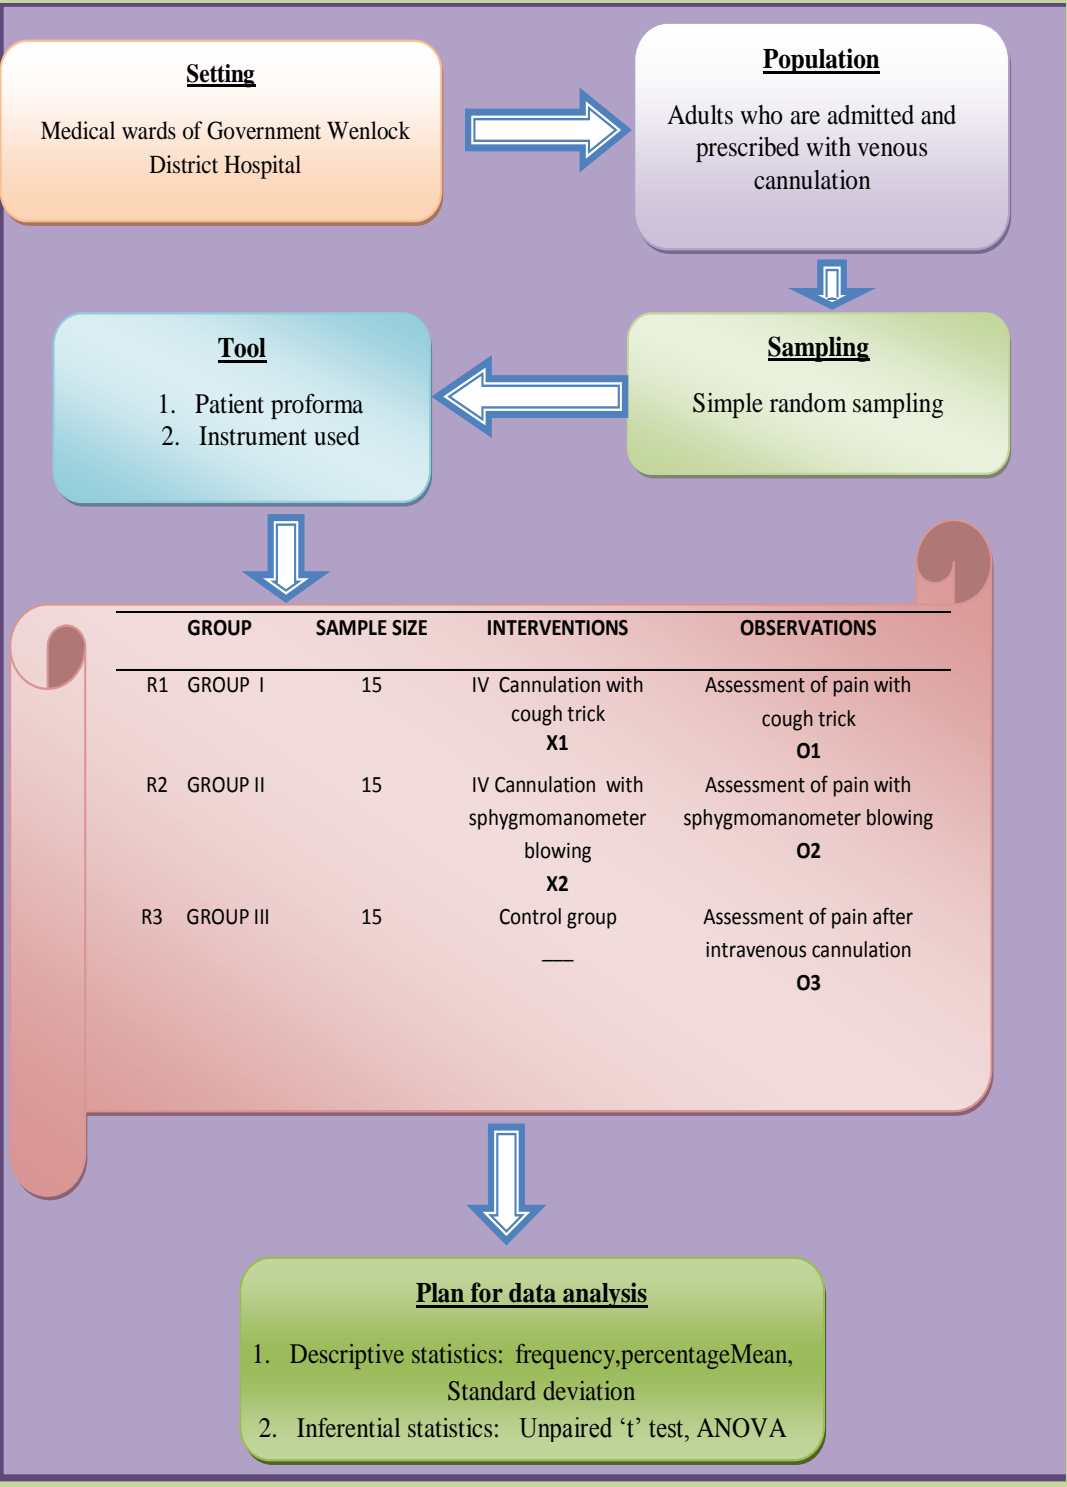 Setting
Medical wards of Government Wenlock
District Hospital
Population
Adults who are admitted and
prescribed with venous
cannulation
Sampling
Simple random sampling
Tool
1. Patient proforma
2. Instrument used
GROUP SAMPLE SIZE INTERVENTIONS OBSERVATIONS
R1 GROUP I 15 IV Cannulation with Assessment of pain with
cough trick cough trick
X1 O1
R2 GROUP II 15 IV Cannulation with Assessment of pain with
sphygmomanometer sphygmomanometer blowing
blowing O2
X2
R3 GROUP III 15 Control group Assessment of pain after
___ intravenous cannulation
O3
Plan for data analysis
1. Descriptive statistics: frequency,percentageMean,
Standard deviation
2. Inferential statistics: Unpaired ‘t’ test, ANOVA